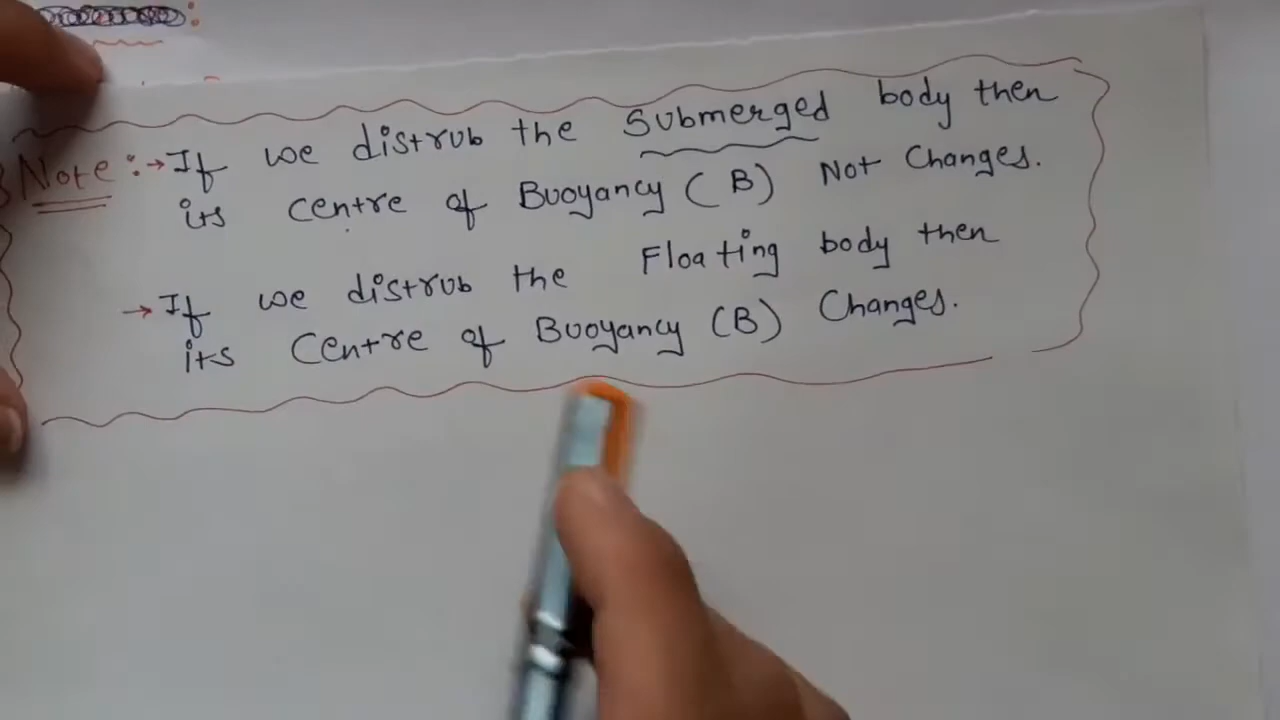 Note :→ If we distrub the Submerged body then
its Centre of Buoyancy (B) Not Changes.
→ If we distrub the Floating body then
its Centre of Buoyancy (B) Changes.